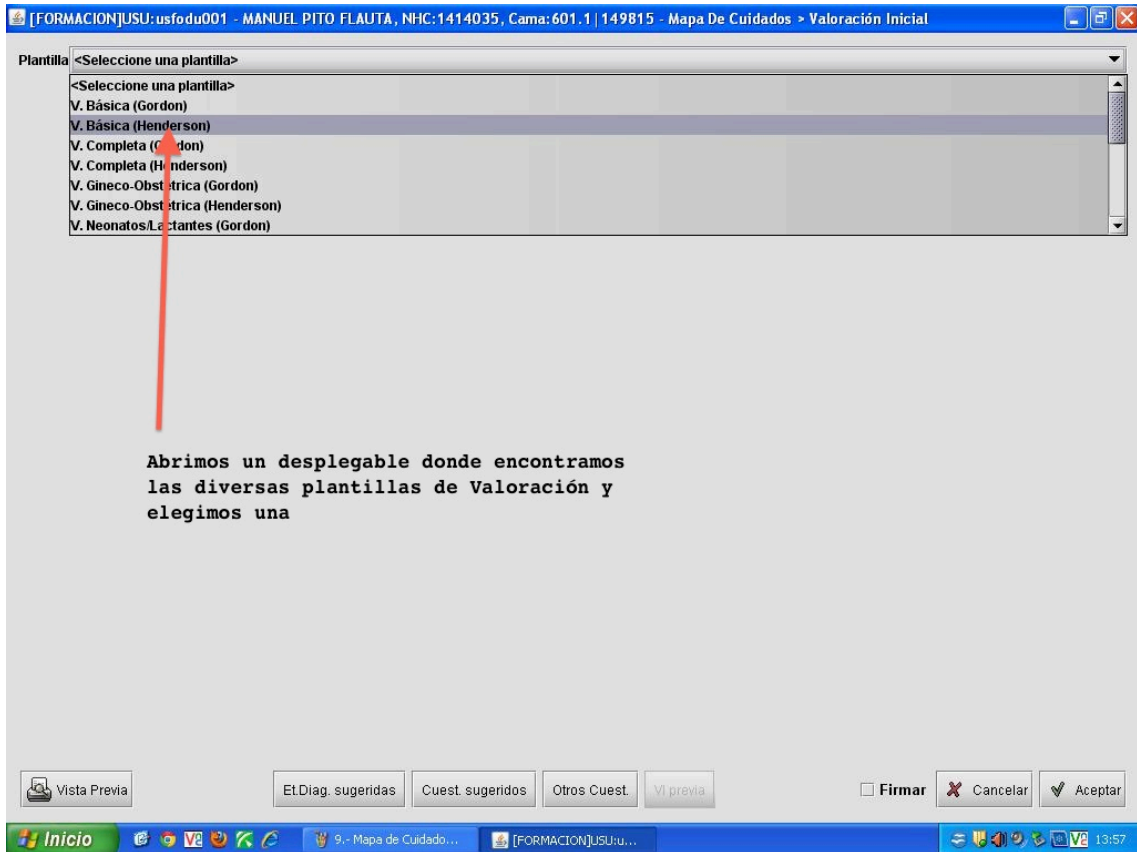 [FORMACION]USU:usfodu001 - MANUEL PITO FLAUTA, NHC:1414035, Cama:601.1|149815 - Mapa De Cuidados > Valoración Inicial
Plantilla <Seleccione una plantilla>
<Seleccione una plantilla>
V. Básica (Gordon)
V. Básica (Henderson)
V. Completa (Gordon)
V. Completa (Henderson)
V. Gineco-Obstétrica (Gordon)
V. Gineco-Obstétrica (Henderson)
V. Neonatos/Lactantes (Gordon)
Abrimos un desplegable donde encontramos
las diversas plantillas de Valoración y
elegimos una
Vista Previa Et.Diag. sugeridas Cuest. sugeridos Otros Cuest. VI previa Firmar Cancelar Aceptar
Inicio 9.- Mapa de Cuidado... [FORMACION]USU:u... 13:57